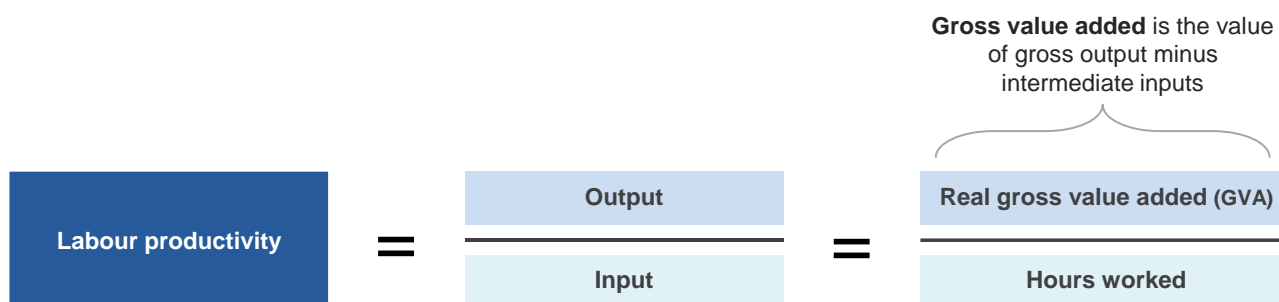 Gross value added is the value
of gross output minus
intermediate inputs
Labour productivity
=
Output
Input
=
Real gross value added (GVA)
Hours worked